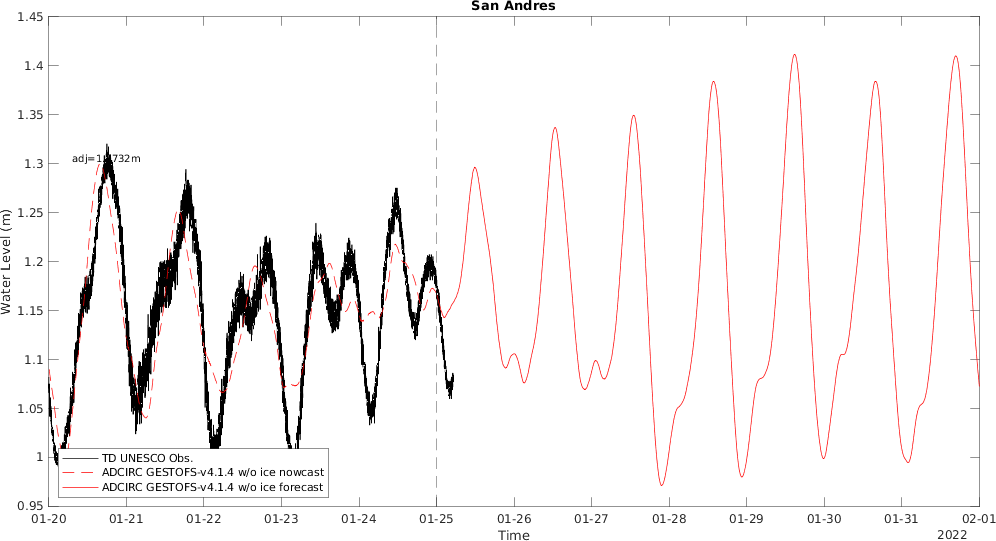 San Andres
1.45
1.4
1.35
1.3
1.25
1.2
1.15
1.1
1.05
1
0.95
Water Level (m)
TD UNESCO Obs.
ADCIRC GESTOFS-v4.1.4 w/o ice nowcast
ADCIRC GESTOFS-v4.1.4 w/o ice forecast
01-20 01-21 01-22 01-23 01-24 01-25 01-26 01-27 01-28 01-29 01-30 01-31 02-01
Time
2022